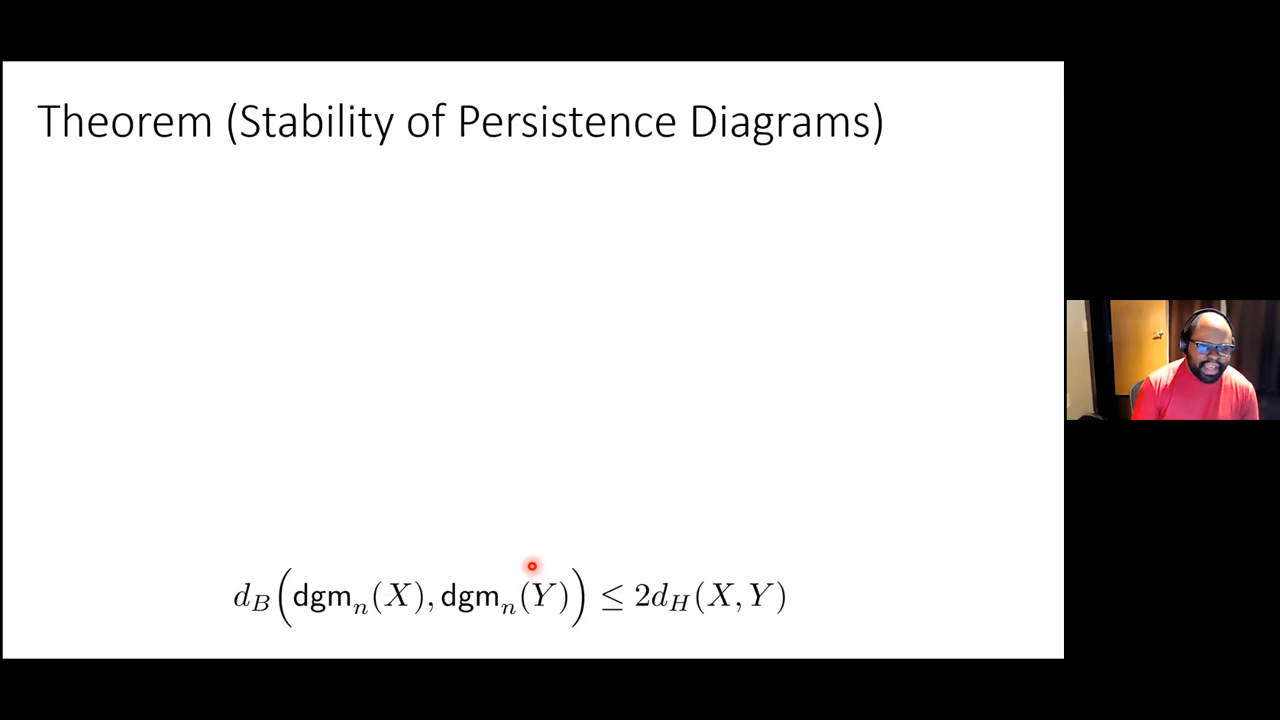 Theorem (Stability of Persistence Diagrams)
$d_B\Big(\mathsf{dgm}_n(X), \mathsf{dgm}_n(Y)\Big) \leq 2d_H(X, Y)$